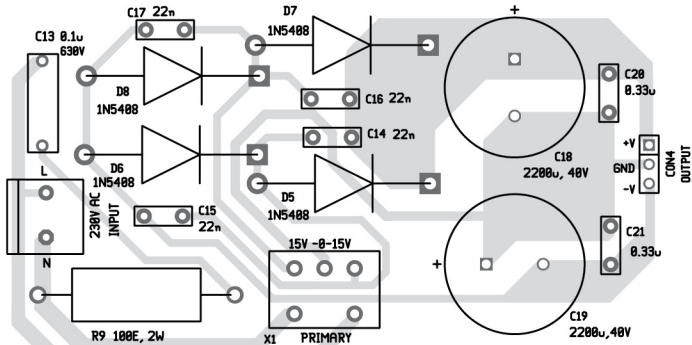 D7
1N5408
C17 22n
C13 0.1u
630V
D8
1N5408
C16 22n
C20
0.33u
+
C18
2200u, 40V
C14 22n
D6
1N5408
D5
1N5408
+V
GND
-V
CON4
OUTPUT
L
230V AC
INPUT
N
C15
22n
15V -0-15V
X1
PRIMARY
R9 100E, 2W
+
C19
2200u,40V
C21
0.33u